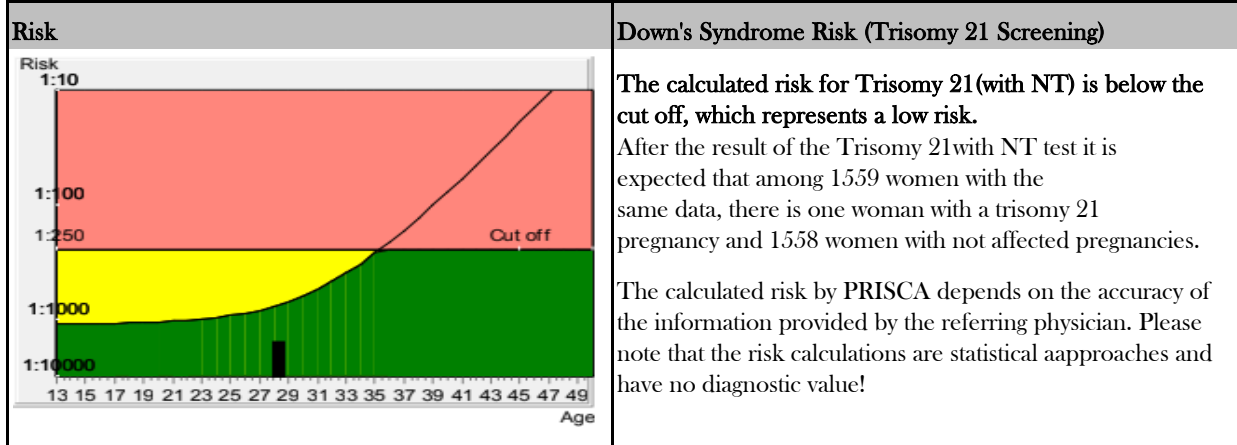 Risk
Down's Syndrome Risk (Trisomy 21 Screening)
Risk
1:10
1:100
1:250
Cut off
1:1000
1:10000
13 15 17 19 21 23 25 27 29 31 33 35 37 39 41 43 45 47 49
Age
The calculated risk for Trisomy 21(with NT) is below the
cut off, which represents a low risk.
After the result of the Trisomy 21with NT test it is
expected that among 1559 women with the
same data, there is one woman with a trisomy 21
pregnancy and 1558 women with not affected pregnancies.
The calculated risk by PRISCA depends on the accuracy of
the information provided by the referring physician. Please
note that the risk calculations are statistical aapproaches and
have no diagnostic value!